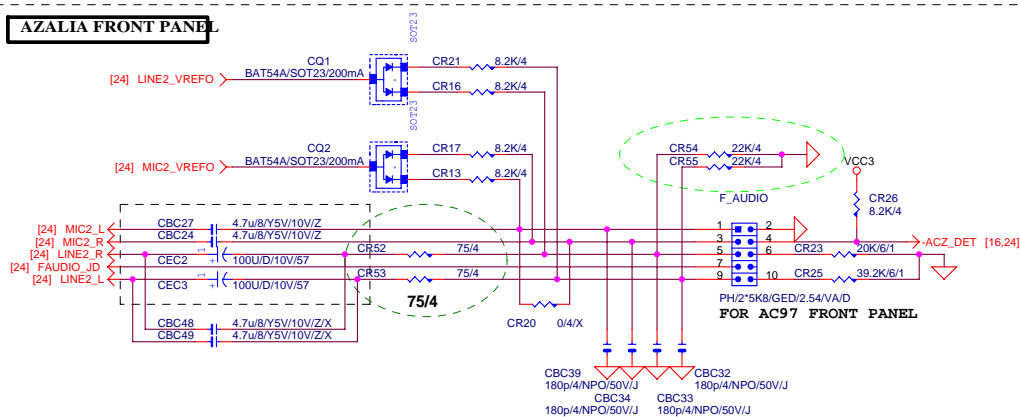 AZALIA FRONT PANEL
SOT23
CQ1
BAT54A/SOT23/200mA
[24] LINE2_VREFO
CR21 8.2K/4
CR16 8.2K/4
SOT23
CQ2
BAT54A/SOT23/200mA
[24] MIC2_VREFO
CR17 8.2K/4
CR13 8.2K/4
CR54 22K/4
CR55 22K/4
VCC3
CR26
8.2K/4
F_AUDIO
[24] MIC2_L CBC27 4.7u/8/Y5V/10V/Z
[24] MIC2_R CBC24 4.7u/8/Y5V/10V/Z
[24] LINE2_R CEC2 1 + 100U/D/10V/57 CR52 75/4
[24] FAUDIO_JD
[24] LINE2_L CEC3 1 + 100U/D/10V/57 CR53 75/4
75/4
1 2
3 4
5 6
7
9 10
-ACZ_DET [16,24]
CR23 20K/6/1
CR25 39.2K/6/1
PH/2*5K8/GED/2.54/VA/D
FOR AC97 FRONT PANEL
CR20 0/4/X
CBC48 4.7u/8/Y5V/10V/Z/X
CBC49 4.7u/8/Y5V/10V/Z/X
CBC39
180p/4/NPO/50V/J
CBC34
180p/4/NPO/50V/J
CBC32
180p/4/NPO/50V/J
CBC33
180p/4/NPO/50V/J